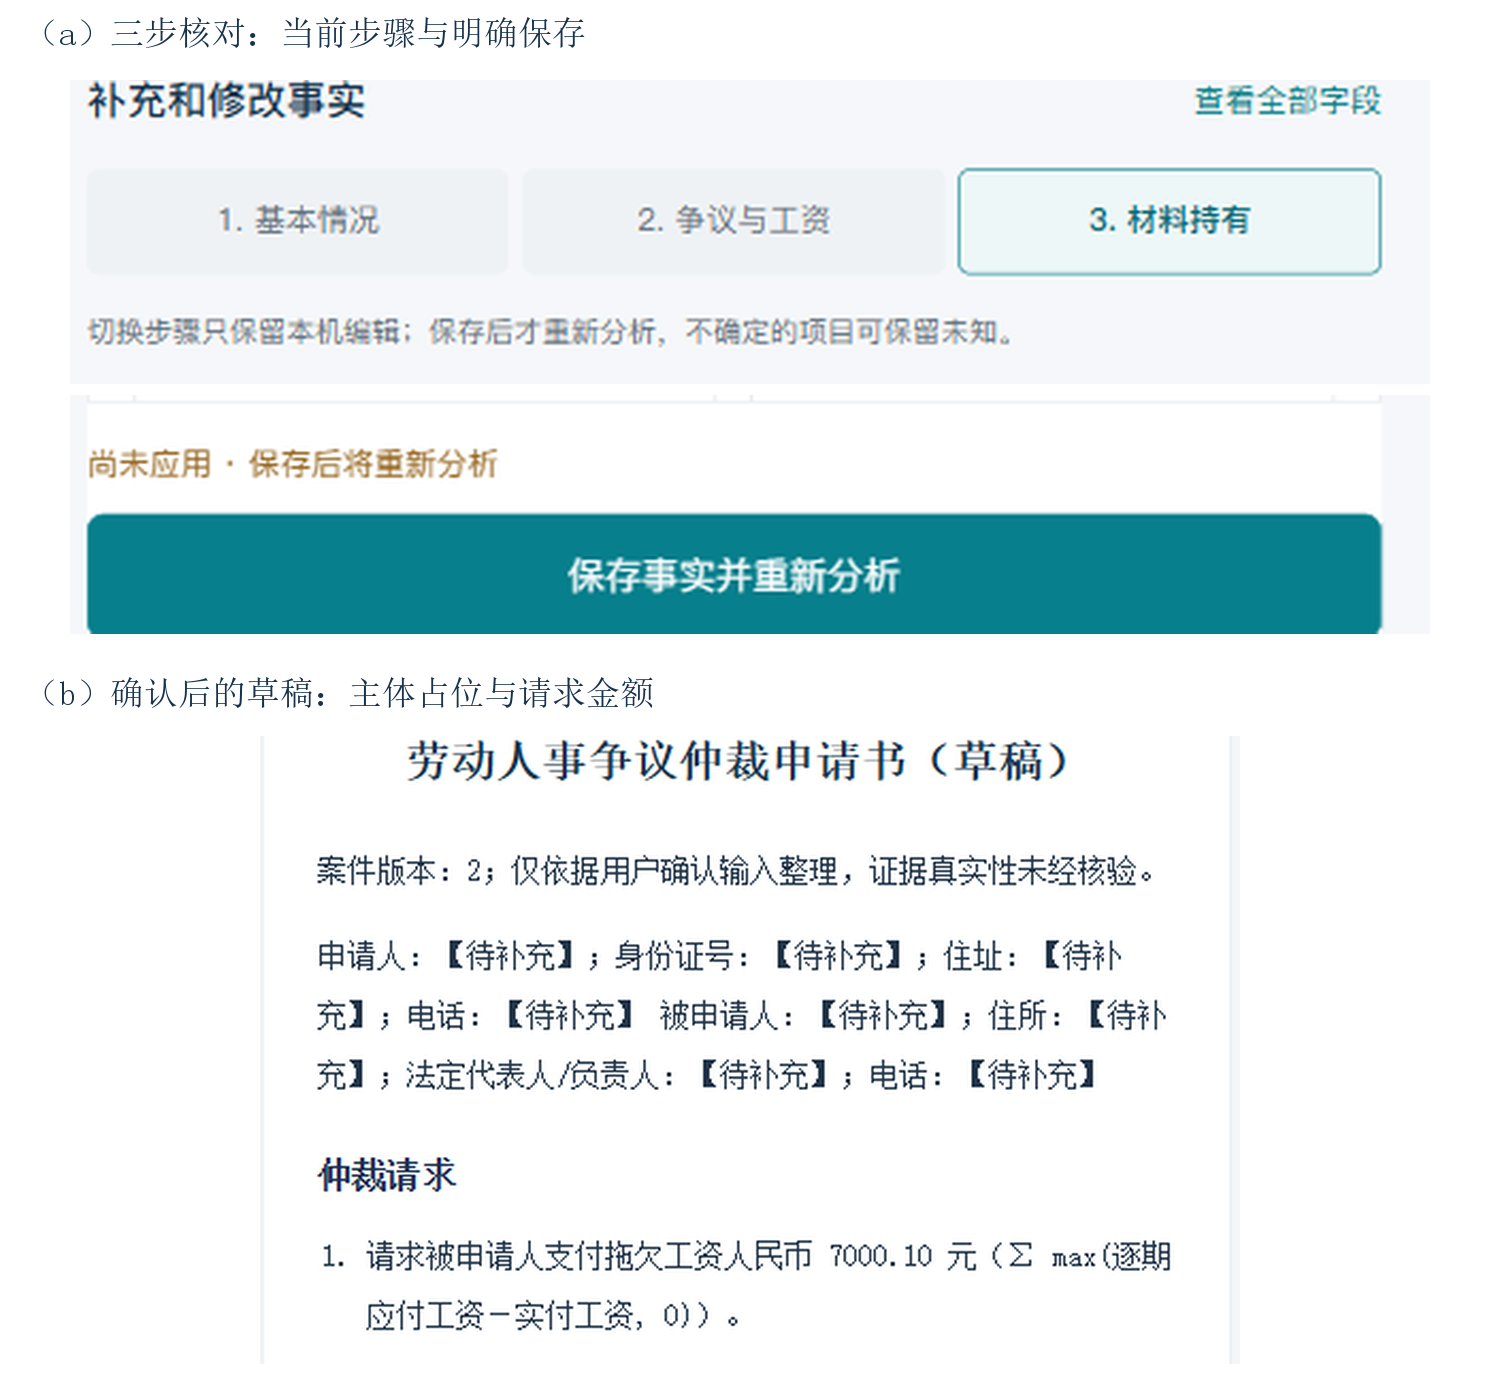 （a）三步核对：当前步骤与明确保存
补充和修改事实
查看全部字段
1. 基本情况
2. 争议与工资
3. 材料持有
切换步骤只保留本机编辑；保存后才重新分析，不确定的项目可保留未知。
尚未应用 · 保存后将重新分析
保存事实并重新分析
（b）确认后的草稿：主体占位与请求金额
劳动人事争议仲裁申请书（草稿）
案件版本：2；仅依据用户确认输入整理，证据真实性未经核验。
申请人：【待补充】；身份证号：【待补充】；住址：【待补
充】；电话：【待补充】 被申请人：【待补充】；住所：【待补
充】；法定代表人/负责人：【待补充】；电话：【待补充】
仲裁请求
1. 请求被申请人支付拖欠工资人民币 7000.10 元（Σ max(逐期
应付工资－实付工资, 0)）。